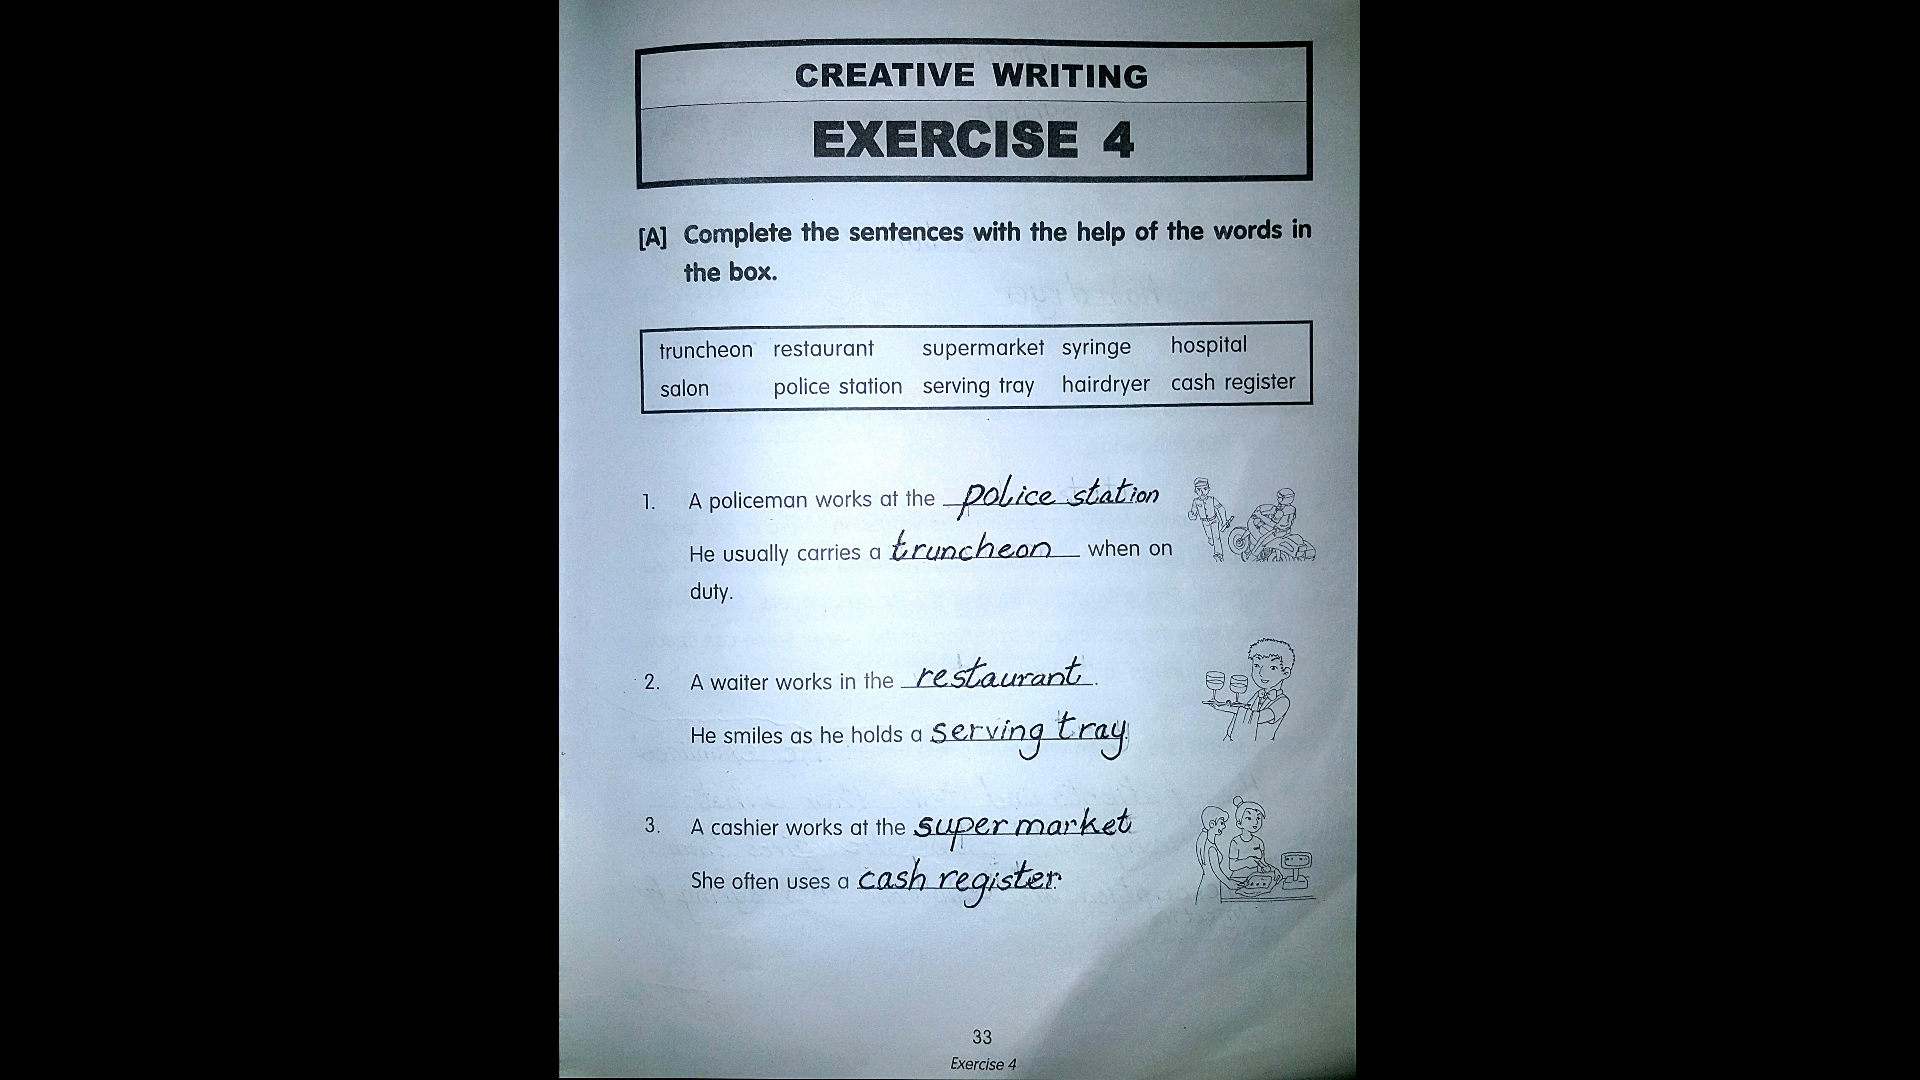 CREATIVE WRITING
EXERCISE 4
[A] Complete the sentences with the help of the words in
the box.
truncheon restaurant supermarket syringe hospital
salon police station serving tray hairdryer cash register
1. A policeman works at the police station
He usually carries a truncheon when on
duty.
2. A waiter works in the restaurant.
He smiles as he holds a serving tray.
3. A cashier works at the supermarket
She often uses a cash register.
33
Exercise 4